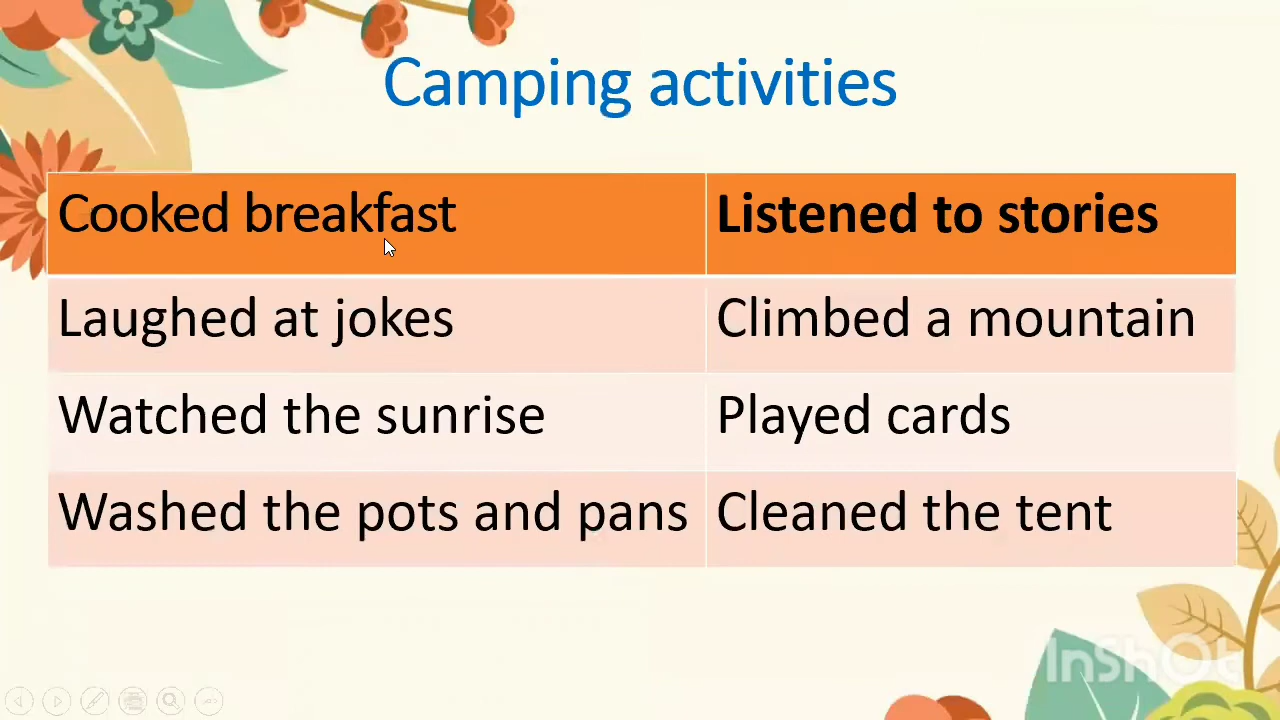 Camping activities
Cooked breakfast
Listened to stories
Laughed at jokes
Climbed a mountain
Watched the sunrise
Played cards
Washed the pots and pans
Cleaned the tent
InShOt